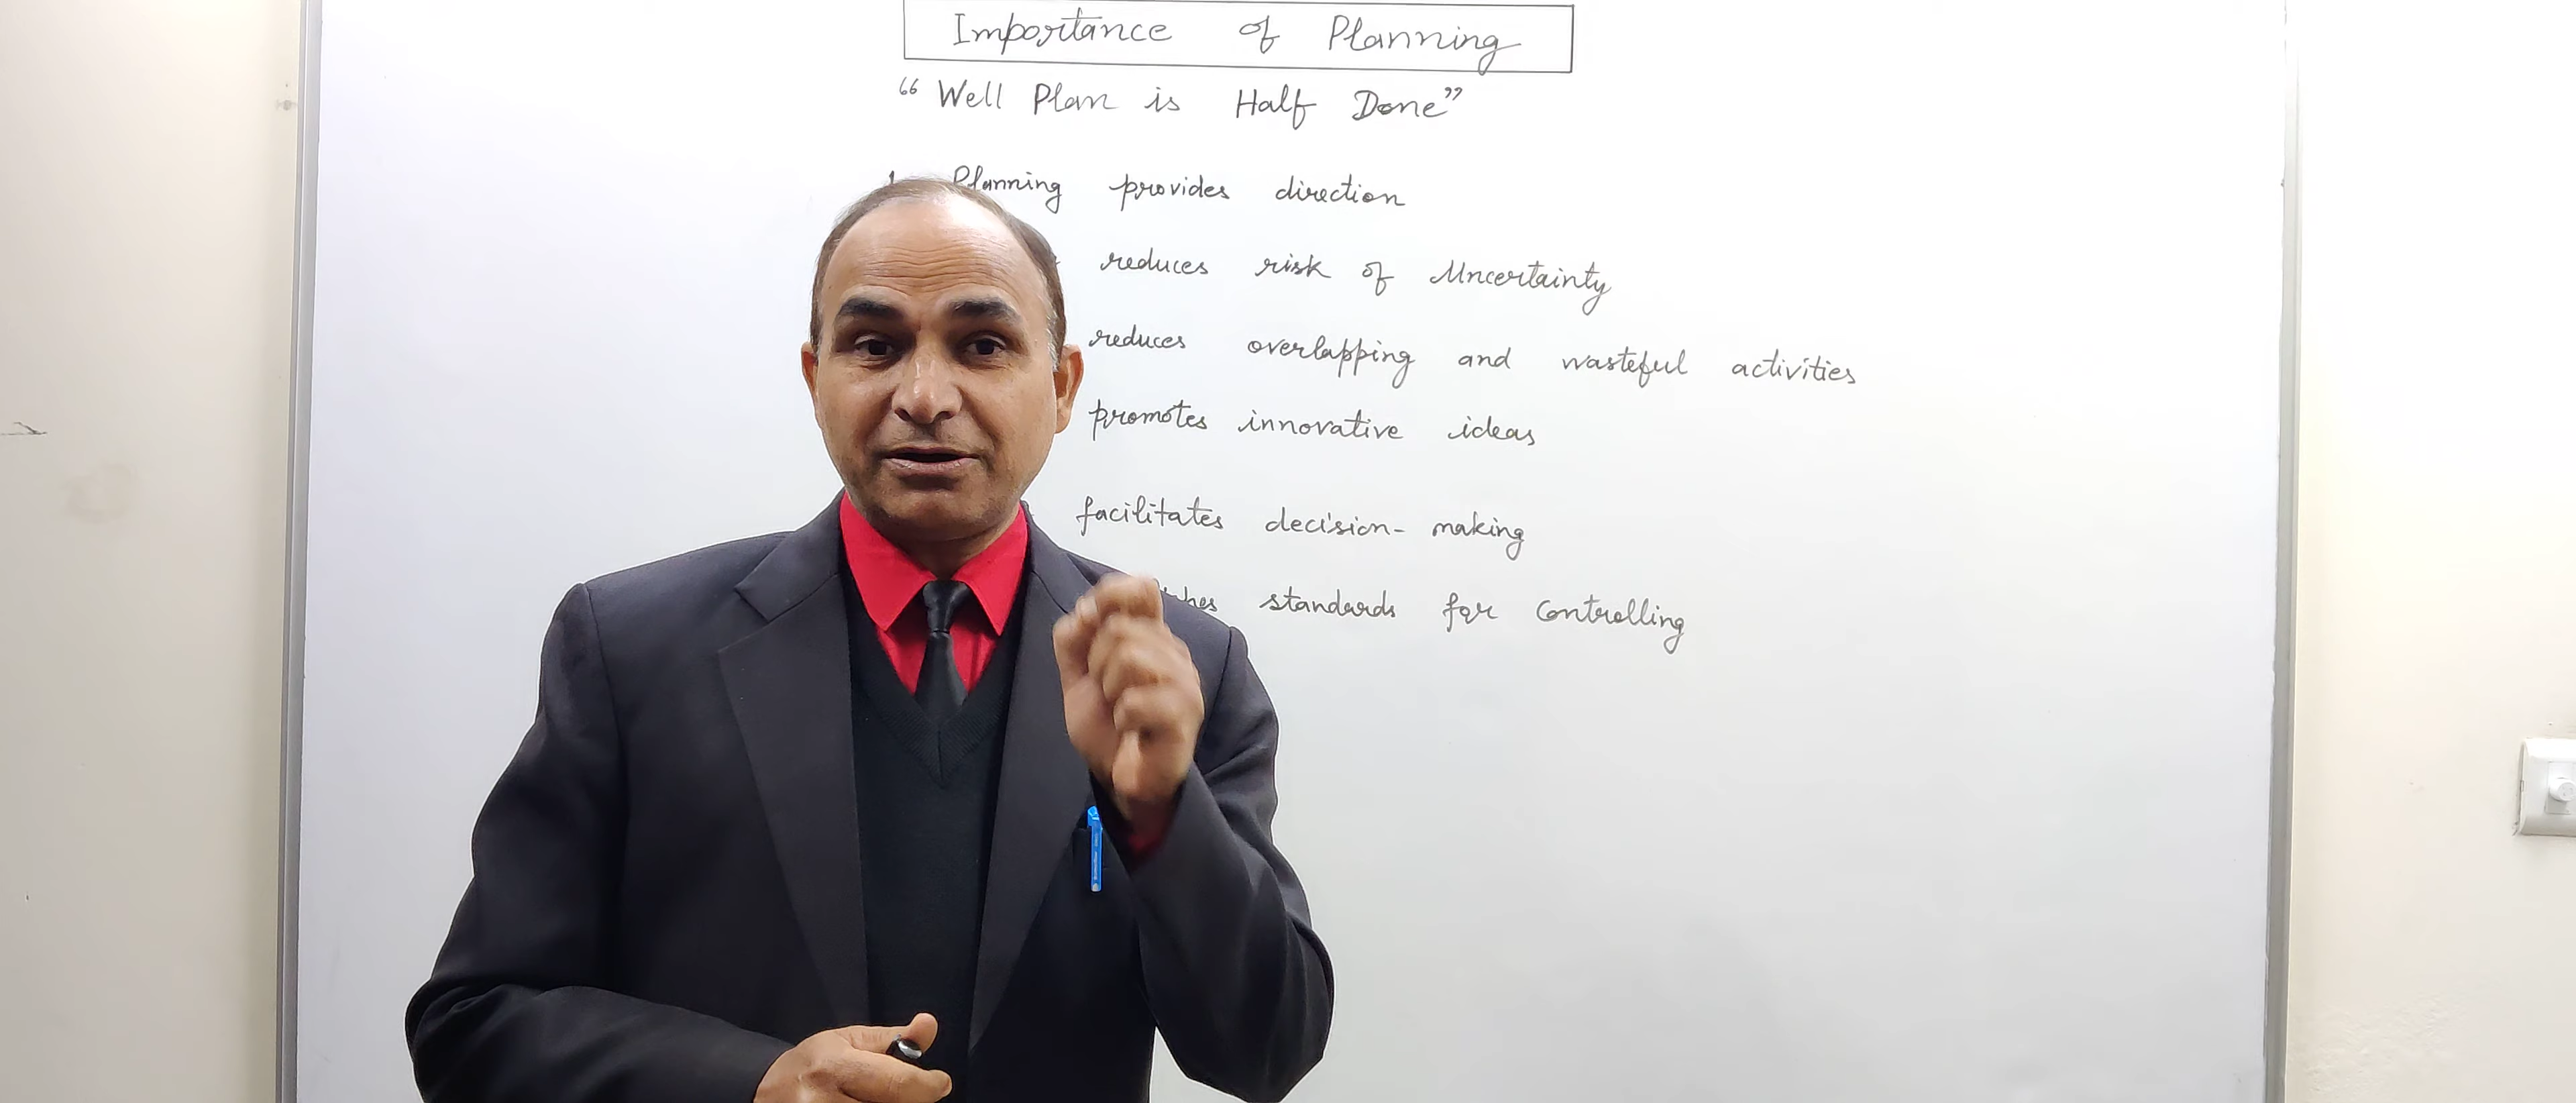 Importance of Planning
"Well Plan is Half Done"
Planning provides direction
reduces risk of Uncertainty
reduces overlapping and wasteful activities
promotes innovative ideas
facilitates decision-making
standards for Controlling